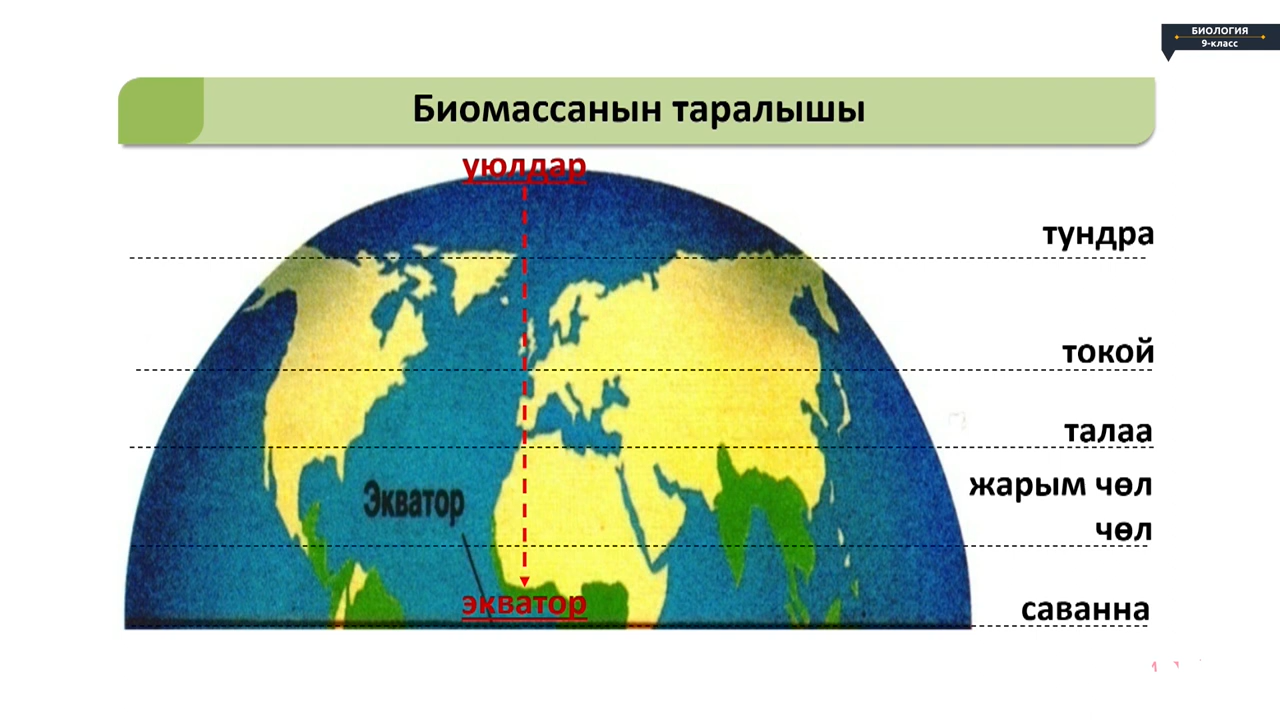 БИОЛОГИЯ
9-класс
Биомассанын таралышы
уюлдар
тундра
токой
талаа
жарым чөл
Экватор
чөл
экватор
саванна